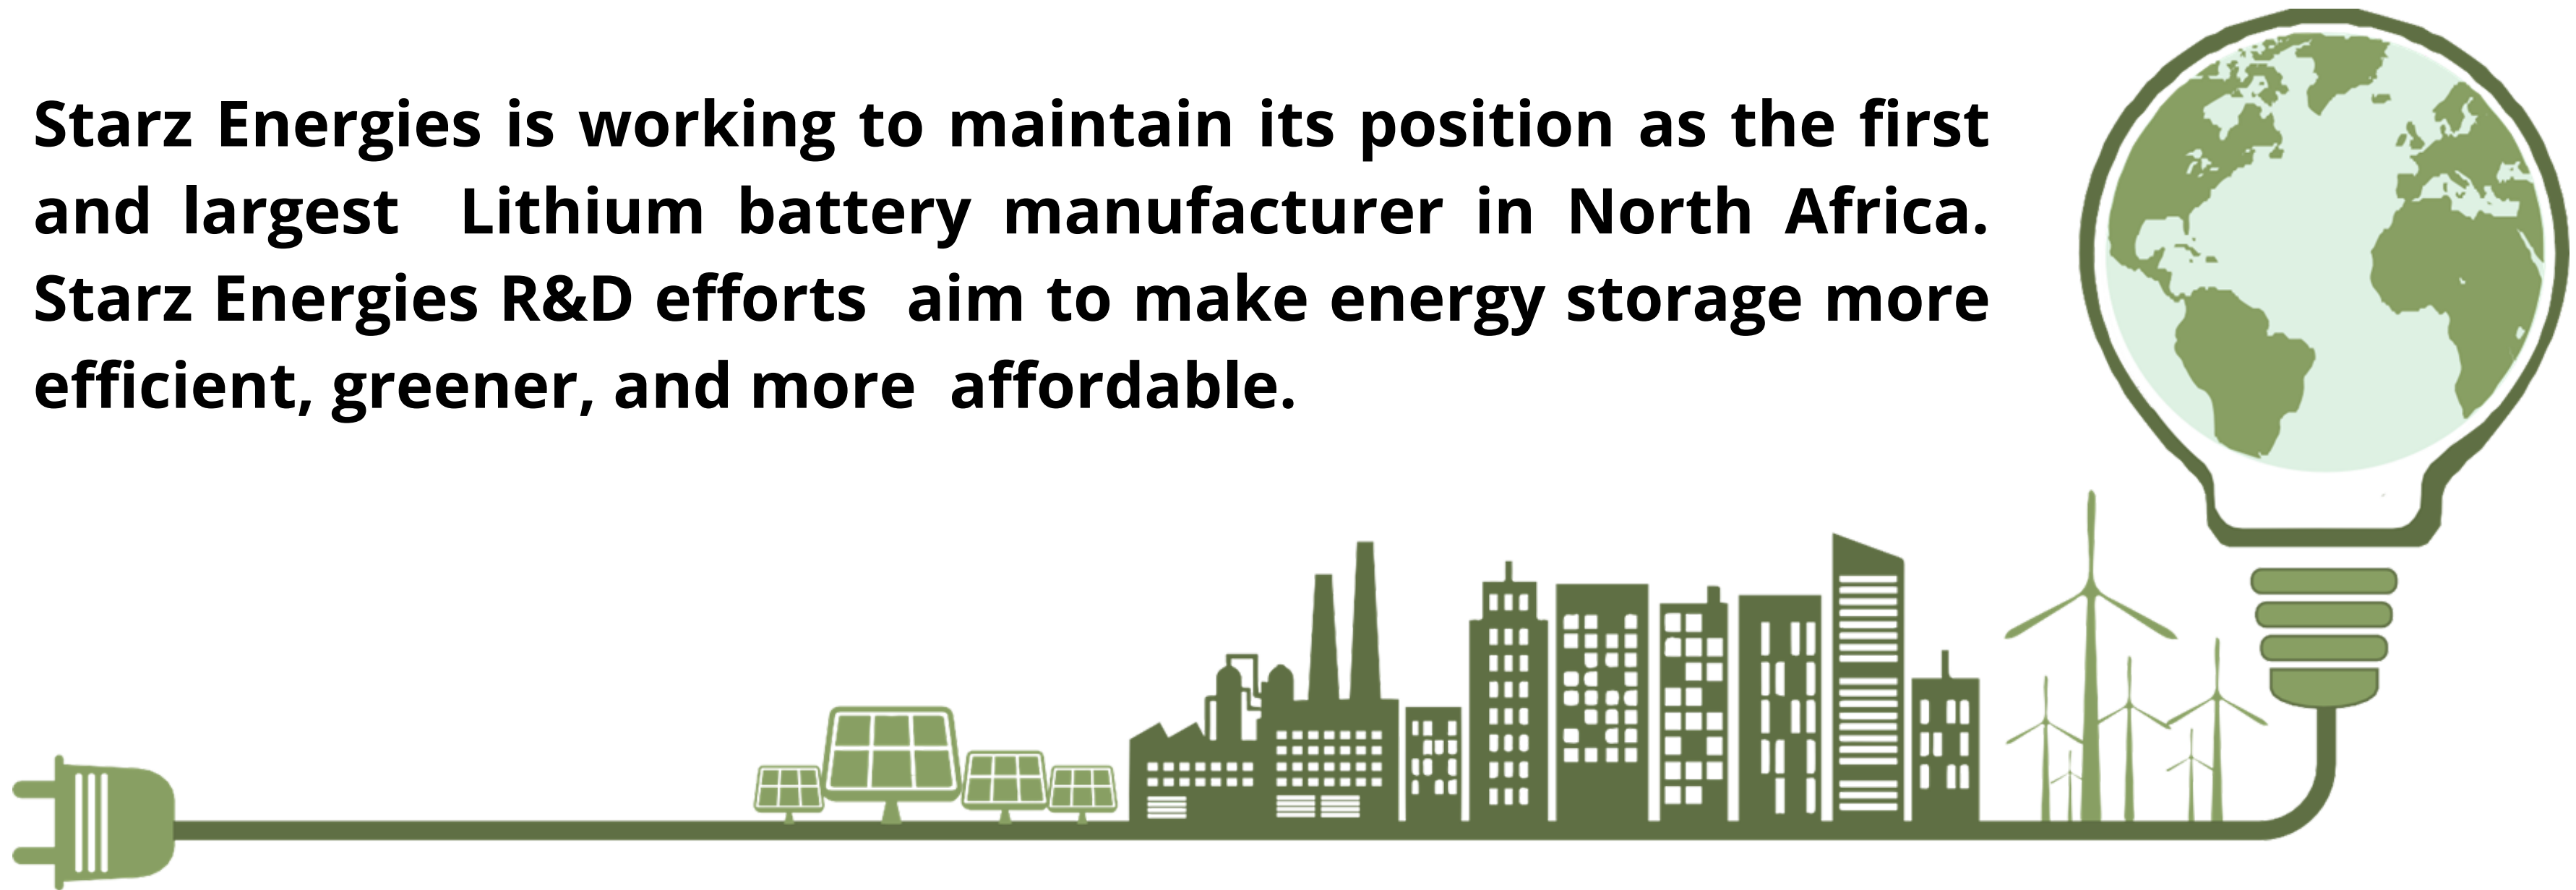 Starz Energies is working to maintain its position as the first
and largest Lithium battery manufacturer in North Africa.
Starz Energies R&D efforts aim to make energy storage more
efficient, greener, and more affordable.